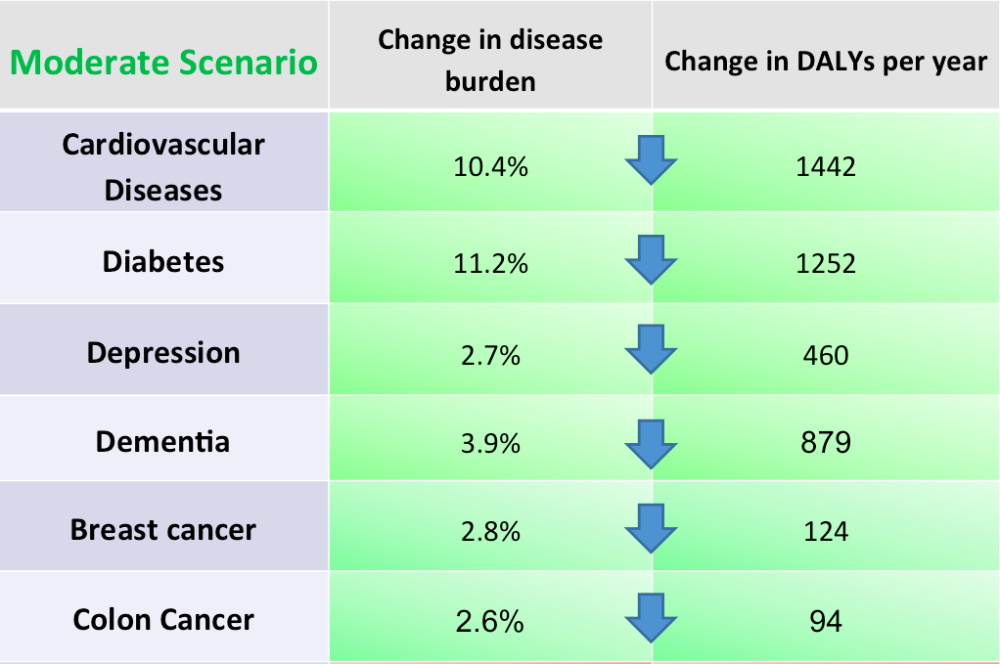 Moderate Scenario
Change in disease
burden
Change in DALYs per year
Cardiovascular
Diseases
10.4%
1442
Diabetes
11.2%
1252
Depression
2.7%
460
Dementia
3.9%
879
Breast cancer
2.8%
124
Colon Cancer
2.6%
94